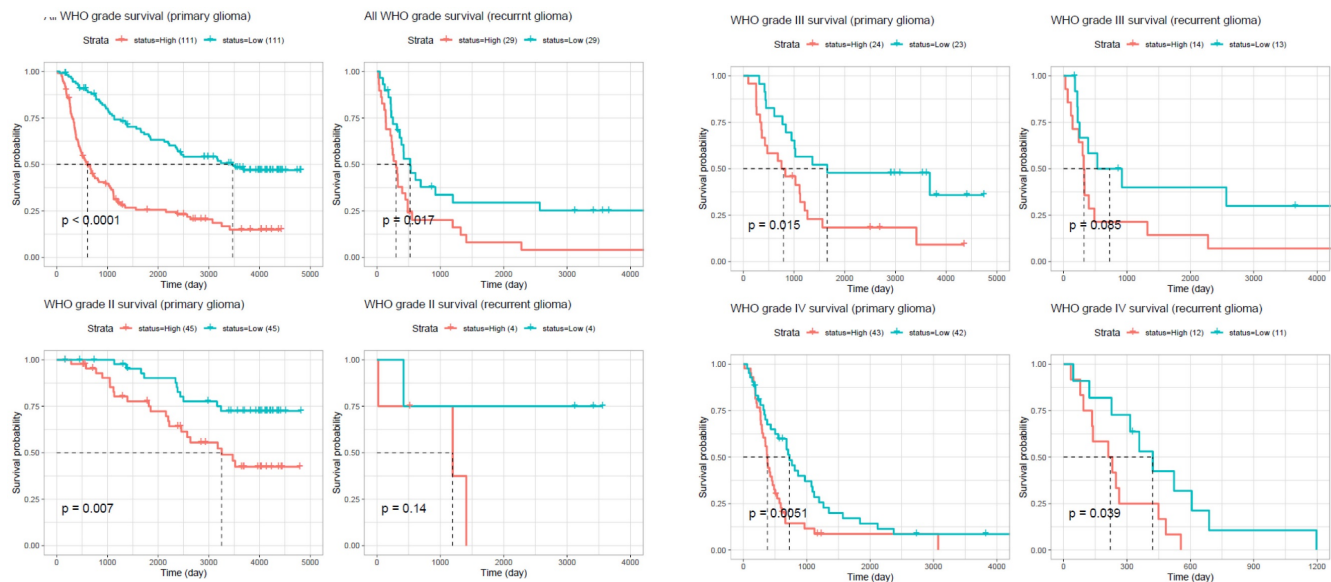 All WHO grade survival (primary glioma)
Strata status=High (111) status=Low (111)
Survival probability
1.00
0.75
0.50
0.25
0.00
p < 0.0001
0 1000 2000 3000 4000 5000
Time (day)
All WHO grade survival (recurrnt glioma)
Strata status=High (29) status=Low (29)
Survival probability
1.00
0.75
0.50
0.25
0.00
p = 0.017
0 1000 2000 3000 4000
Time (day)
WHO grade III survival (primary glioma)
Strata status=High (24) status=Low (23)
Survival probability
1.00
0.75
0.50
0.25
0.00
p = 0.015
0 1000 2000 3000 4000 5000
Time (day)
WHO grade III survival (recurrent glioma)
Strata status=High (14) status=Low (13)
Survival probability
1.00
0.75
0.50
0.25
0.00
p = 0.085
0 1000 2000 3000 4000
Time (day)
WHO grade II survival (primary glioma)
Strata status=High (45) status=Low (45)
Survival probability
1.00
0.75
0.50
0.25
0.00
p = 0.007
0 1000 2000 3000 4000 5000
Time (day)
WHO grade II survival (recurrent glioma)
Strata status=High (4) status=Low (4)
Survival probability
1.00
0.75
0.50
0.25
0.00
p = 0.14
0 1000 2000 3000 4000
Time (day)
WHO grade IV survival (primary glioma)
Strata status=High (43) status=Low (42)
Survival probability
1.00
0.75
0.50
0.25
0.00
p = 0.0051
0 1000 2000 3000 4000
Time (day)
WHO grade IV survival (recurrent glioma)
Strata status=High (12) status=Low (11)
Survival probability
1.00
0.75
0.50
0.25
0.00
p = 0.039
0 300 600 900 1200
Time (day)